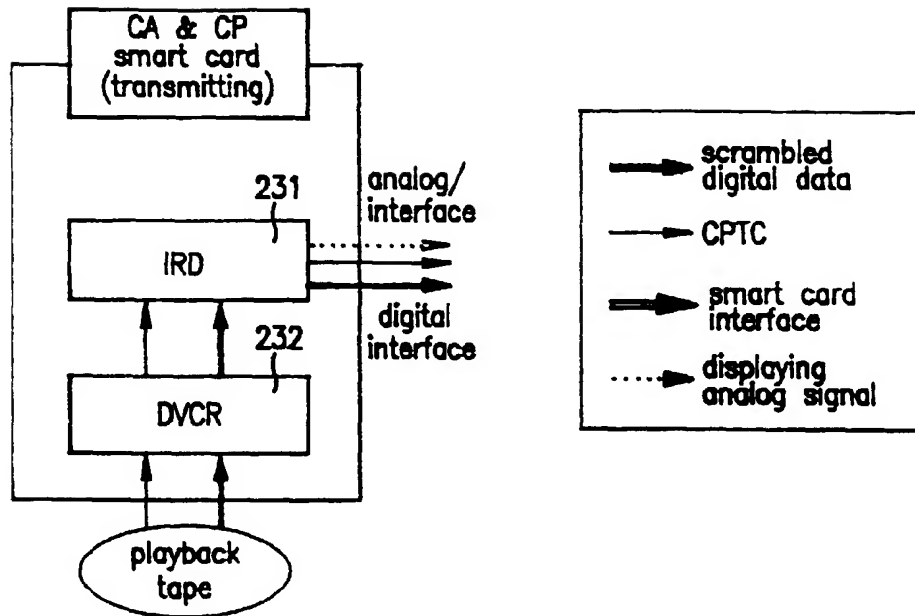 CA & CP
smart card
(transmitting)
231
IRD
analog/
interface
digital
interface
232
DVCR
playback
tape
scrambled
digital data
CPTC
smart card
interface
displaying
analog signal